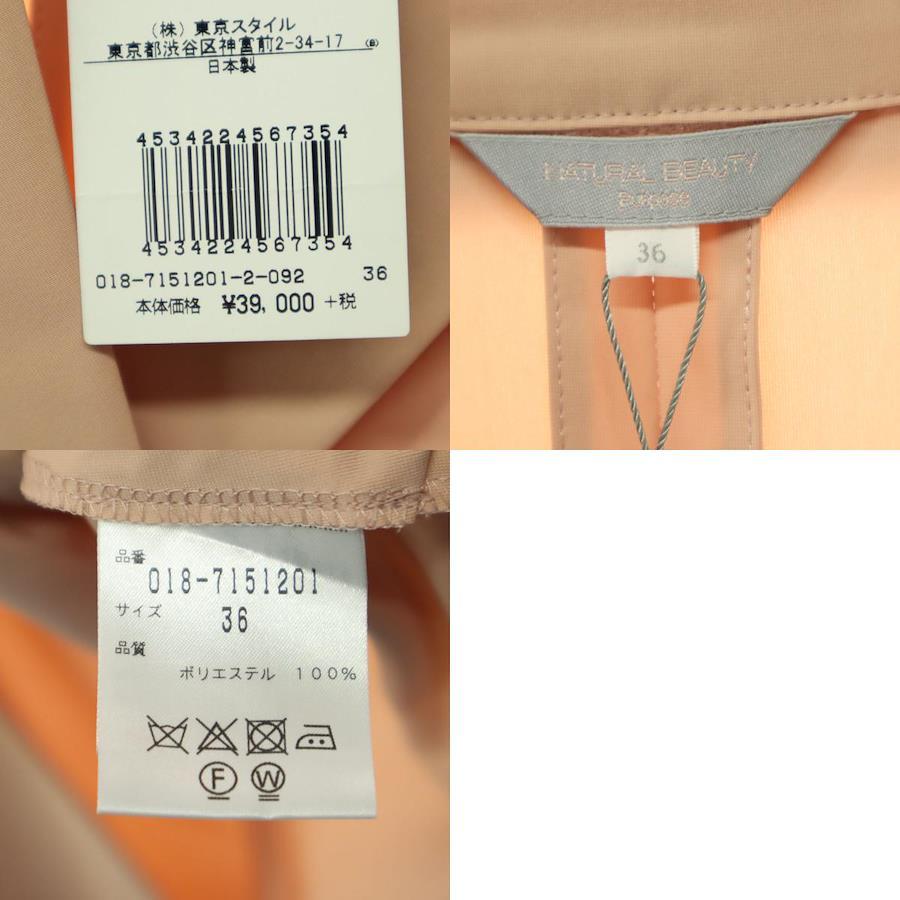 (株) 東京スタイル
東京都渋谷区神宮前2-34-17
日本製
4534224567354
4534224567354
018-7151201-2-092 36
本体価格 ¥39,000 +税
NATURAL BEAUTY
36
品番
018-7151201
サイズ
36
品質
ポリエステル 100%
F W